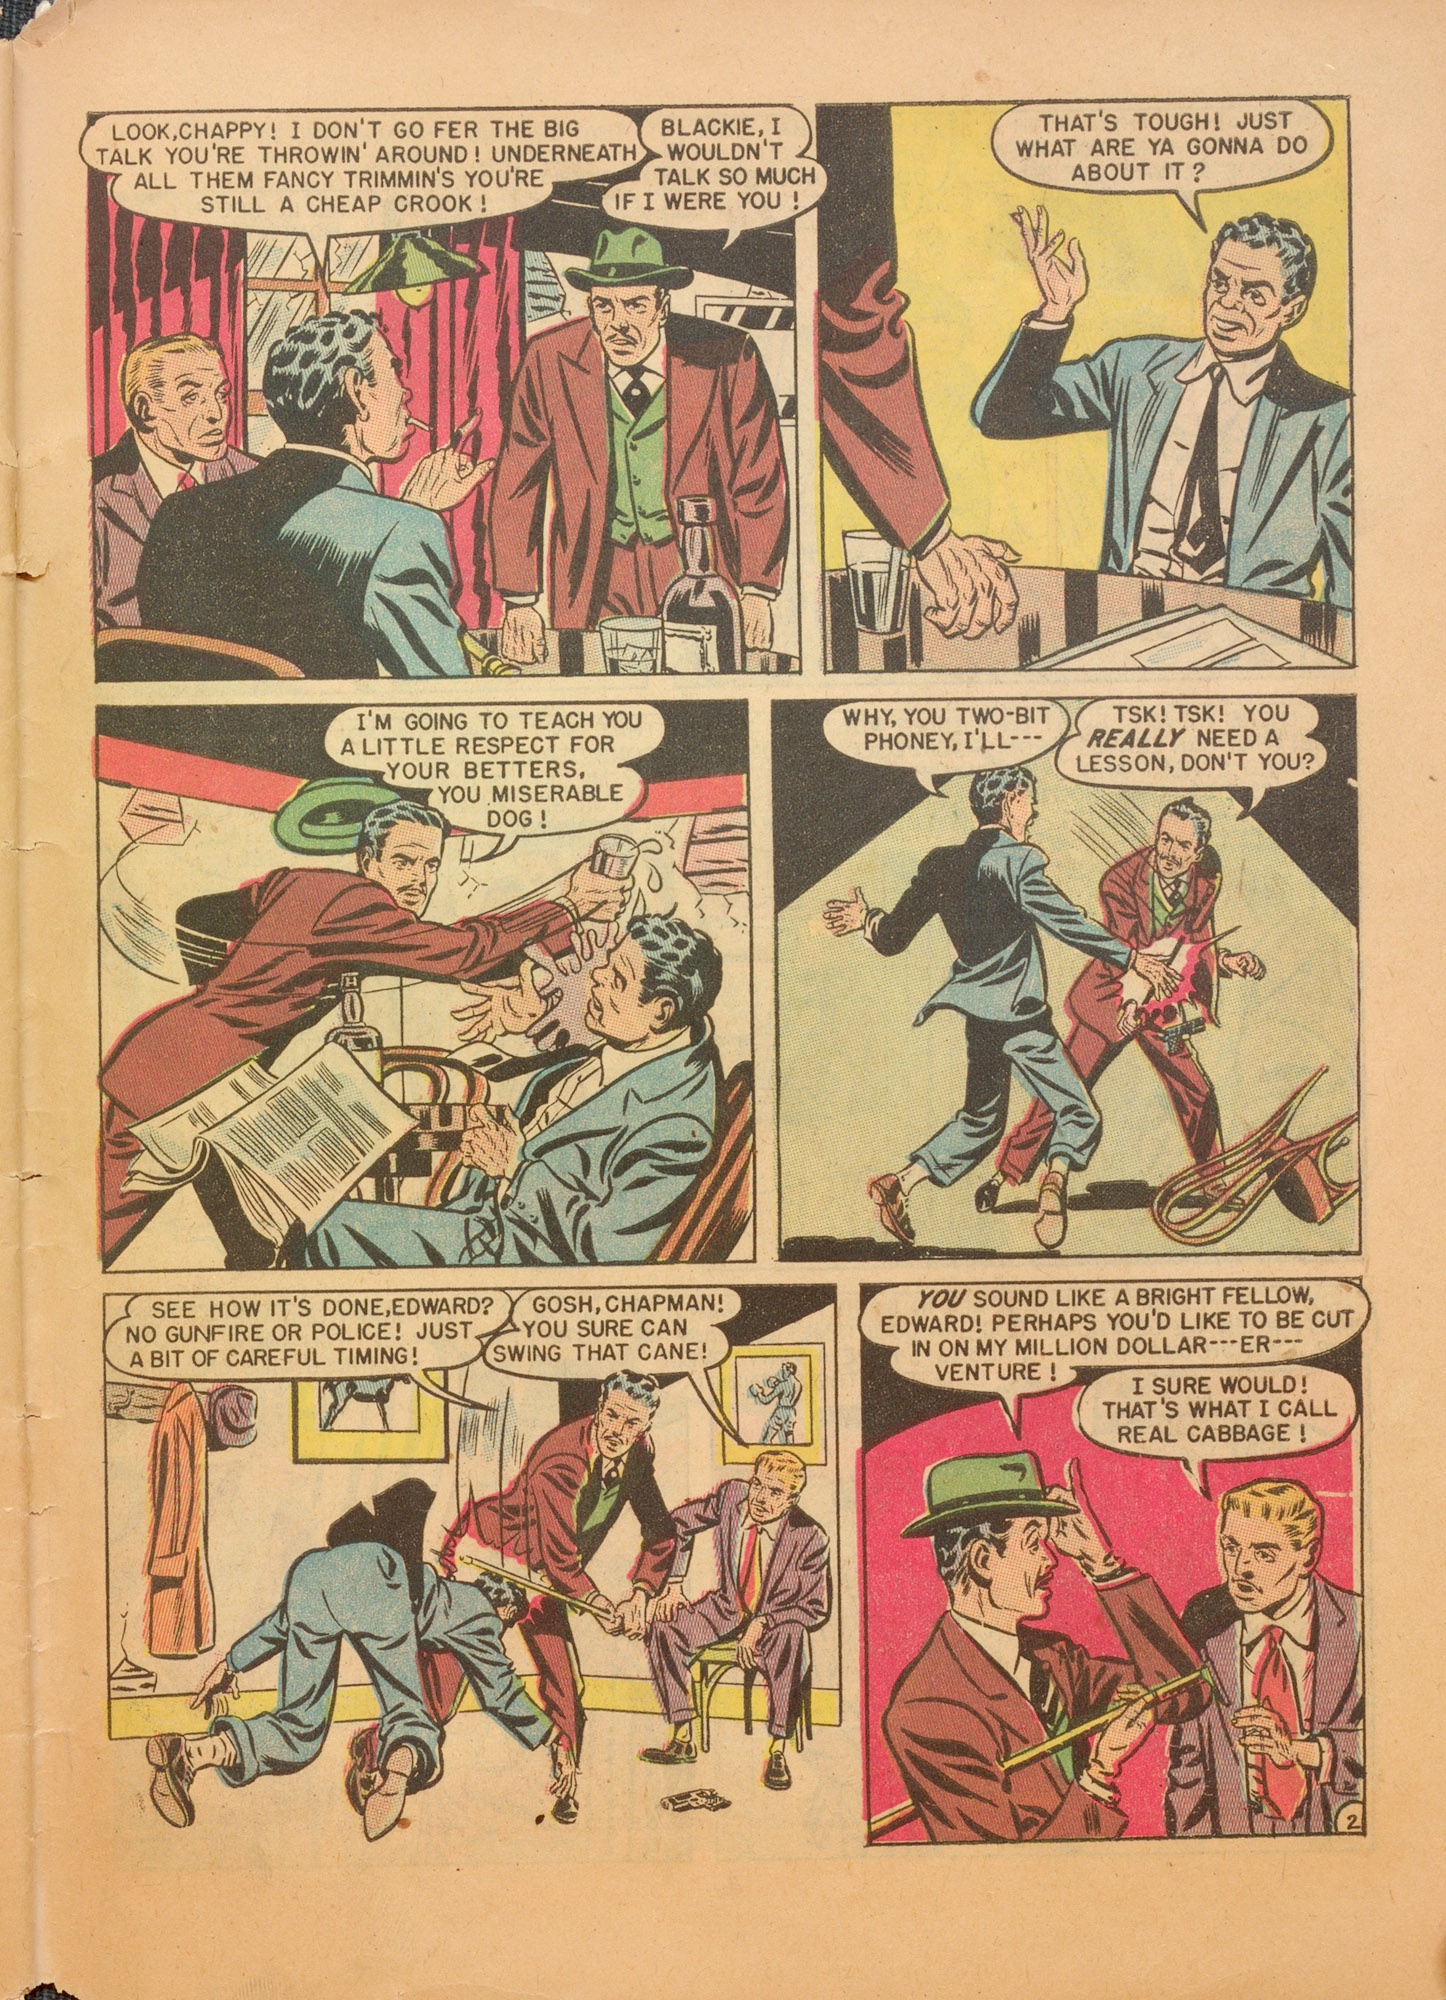 LOOK, CHAPPY! I DON'T GO FER THE BIG
TALK YOU'RE THROWIN' AROUND! UNDERNEATH
ALL THEM FANCY TRIMMIN'S YOU'RE
STILL A CHEAP CROOK!
BLACKIE, I
WOULDN'T
TALK SO MUCH
IF I WERE YOU!
THAT'S TOUGH! JUST
WHAT ARE YA GONNA DO
ABOUT IT?
I'M GOING TO TEACH YOU
A LITTLE RESPECT FOR
YOUR BETTERS,
YOU MISERABLE
DOG!
WHY, YOU TWO-BIT
PHONEY, I'LL---
TSK! TSK! YOU
REALLY NEED A
LESSON, DON'T YOU?
SEE HOW IT'S DONE, EDWARD?
NO GUNFIRE OR POLICE! JUST
A BIT OF CAREFUL TIMING!
GOSH, CHAPMAN!
YOU SURE CAN
SWING THAT CANE!
YOU SOUND LIKE A BRIGHT FELLOW,
EDWARD! PERHAPS YOU'D LIKE TO BE CUT
IN ON MY MILLION DOLLAR---ER---
VENTURE!
I SURE WOULD!
THAT'S WHAT I CALL
REAL CABBAGE!
2